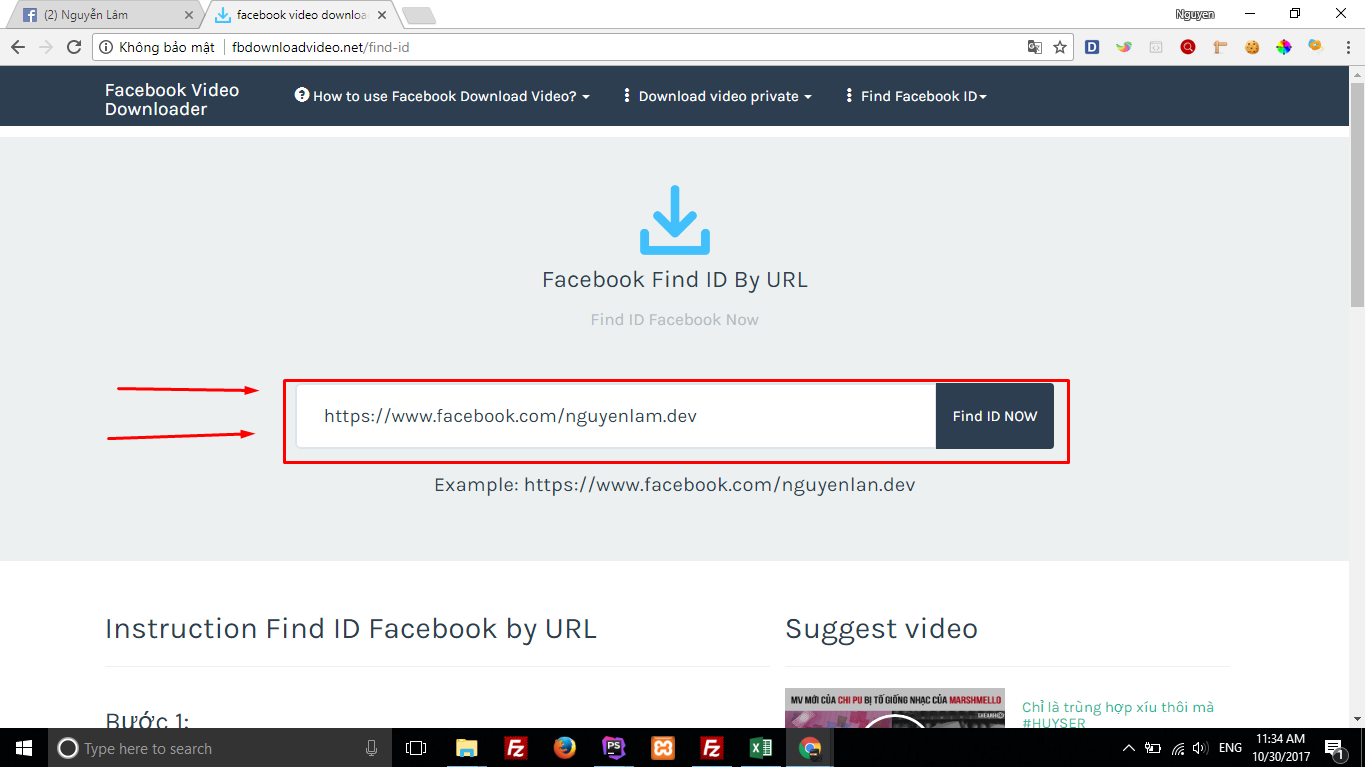 (2) Nguyễn Lâm
facebook video downloa
Nguyen
Không bảo mật
fbdownloadvideo.net/find-id
Facebook Video
Downloader
How to use Facebook Download Video?
Download video private
Find Facebook ID
Facebook Find ID By URL
Find ID Facebook Now
https://www.facebook.com/nguyenlam.dev
Find ID NOW
Example: https://www.facebook.com/nguyenlan.dev
Instruction Find ID Facebook by URL
Suggest video
Bước 1:
MV MỚI CỦA CHI PU BỊ TỐ GIỐNG NHẠC CỦA MARSHMELLO
Chỉ là trùng hợp xíu thôi mà
#HUYSER
Type here to search
ENG
11:34 AM
10/30/2017
1